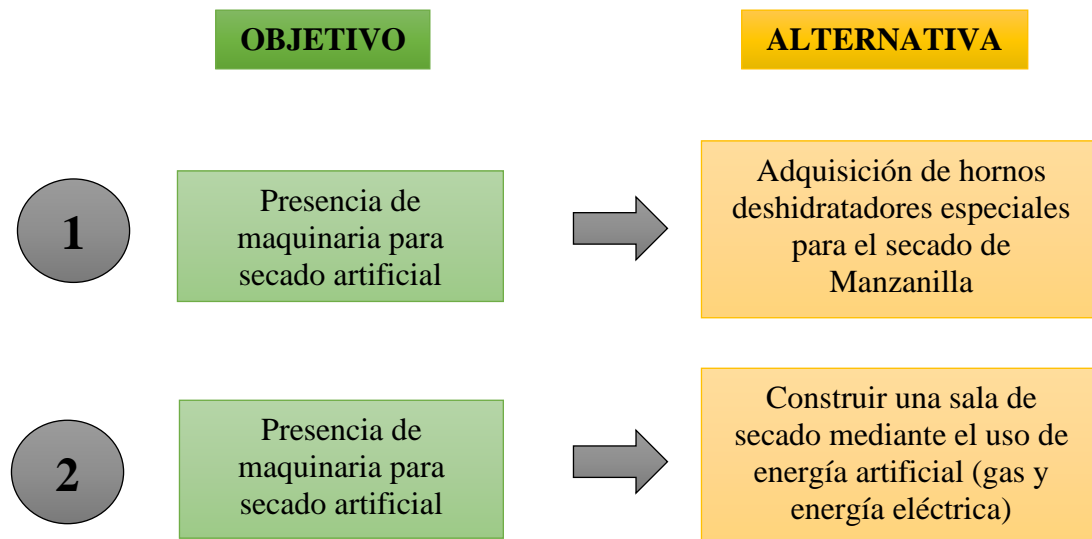 OBJETIVO
ALTERNATIVA
1
Presencia de
maquinaria para
secado artificial
Adquisición de hornos
deshidratadores especiales
para el secado de
Manzanilla
2
Presencia de
maquinaria para
secado artificial
Construir una sala de
secado mediante el uso de
energía artificial (gas y
energía eléctrica)